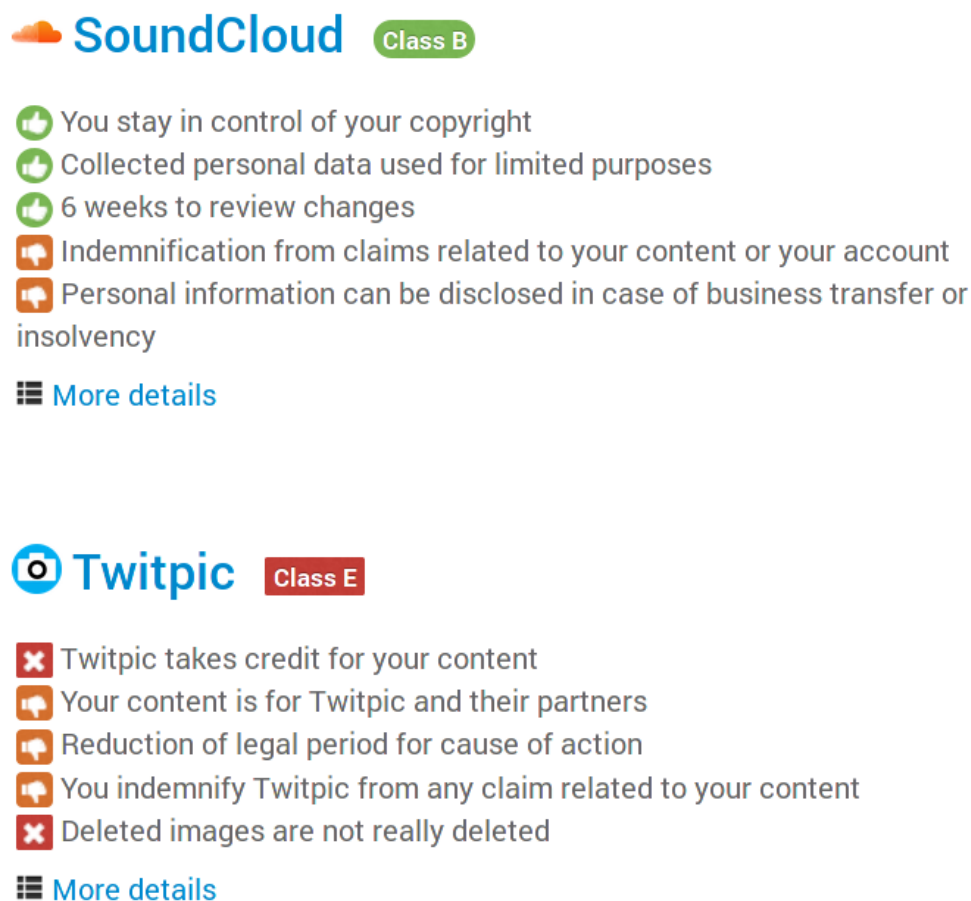 SoundCloud Class B
You stay in control of your copyright
Collected personal data used for limited purposes
6 weeks to review changes
Indemnification from claims related to your content or your account
Personal information can be disclosed in case of business transfer or
insolvency
More details
Twitpic Class E
Twitpic takes credit for your content
Your content is for Twitpic and their partners
Reduction of legal period for cause of action
You indemnify Twitpic from any claim related to your content
Deleted images are not really deleted
More details